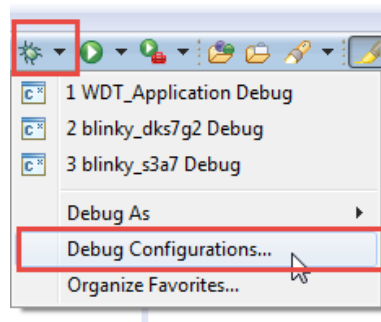 1 WDT_Application Debug
2 blinky_dks7g2 Debug
3 blinky_s3a7 Debug
Debug As
Debug Configurations...
Organize Favorites...